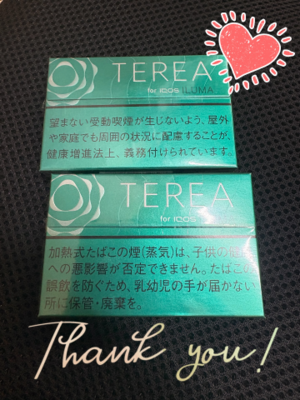 TEREA
for IQOS ILUMA
望まない受動喫煙が生じないよう、屋外
や家庭でも周囲の状況に配慮することが、
健康増進法上、義務付けられています。
TEREA
for IQOS
加熱式たばこの煙(蒸気)は、子供の健康
への悪影響が否定できません。たばこの
誤飲を防ぐため、乳幼児の手が届かない
所に保管・廃棄を。
Thank you!